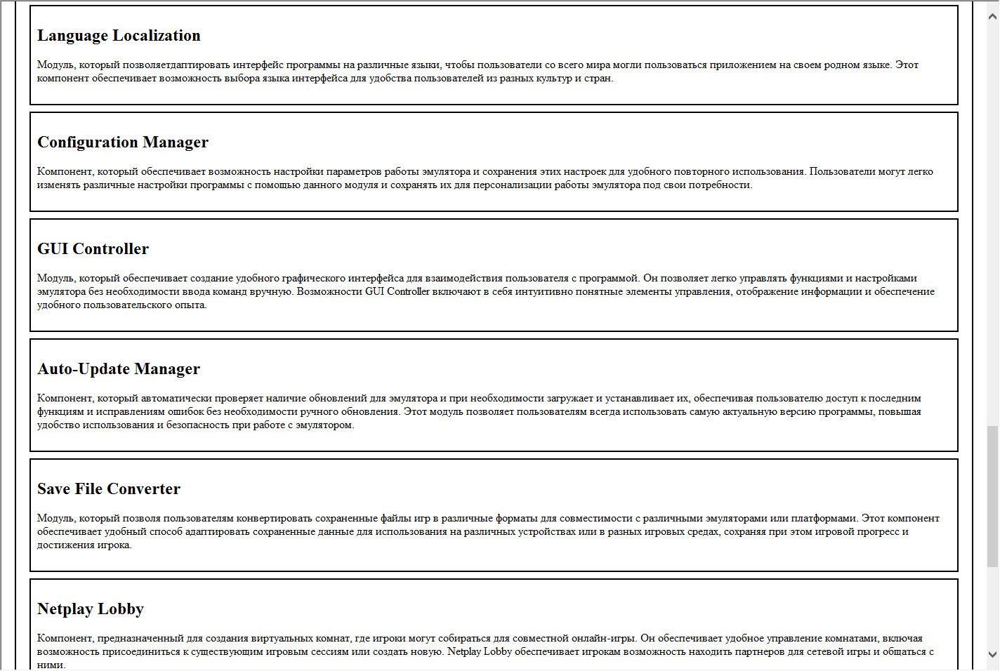 Language Localization
Модуль, который позволяетдаптировать интерфейс программы на различные языки, чтобы пользователи со всего мира могли пользоваться приложением на своем родном языке. Этот
компонент обеспечивает возможность выбора языка интерфейса для удобства пользователей из разных культур и стран.
Configuration Manager
Компонент, который обеспечивает возможность настройки параметров работы эмулятора и сохранения этих настроек для удобного повторного использования. Пользователи могут легко
изменять различные настройки программы с помощью данного модуля и сохранять их для персонализации работы эмулятора под свои потребности.
GUI Controller
Модуль, который обеспечивает создание удобного графического интерфейса для взаимодействия пользователя с программой. Он позволяет легко управлять функциями и настройками
эмулятора без необходимости ввода команд вручную. Возможности GUI Controller включают в себя интуитивно понятные элементы управления, отображение информации и обеспечение
удобного пользовательского опыта.
Auto-Update Manager
Компонент, который автоматически проверяет наличие обновлений для эмулятора и при необходимости загружает и устанавливает их, обеспечивая пользователю доступ к последним
функциям и исправлениям ошибок без необходимости ручного обновления. Этот модуль позволяет пользователям всегда использовать самую актуальную версию программы, повышая
удобство использования и безопасность при работе с эмулятором.
Save File Converter
Модуль, который позволя пользователям конвертировать сохраненные файлы игр в различные форматы для совместимости с различными эмуляторами или платформами. Этот компонент
обеспечивает удобный способ адаптировать сохраненные данные для использования на различных устройствах или в разных игровых средах, сохраняя при этом игровой прогресс и
достижения игрока.
Netplay Lobby
Компонент, предназначенный для создания виртуальных комнат, где игроки могут собираться для совместной онлайн-игры. Он обеспечивает удобное управление комнатами, включая
возможность присоединиться к существующим игровым сессиям или создать новую. Netplay Lobby обеспечивает игрокам возможность находить партнеров для сетевой игры и общаться с
ними.